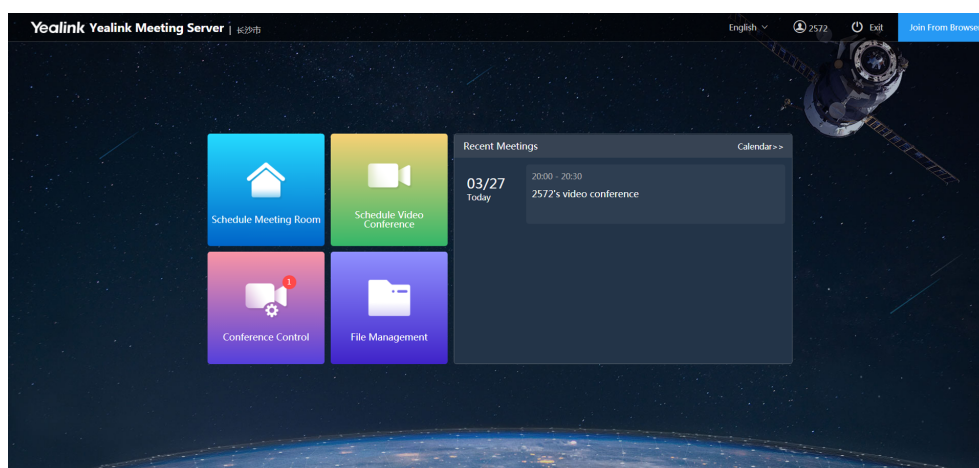 Yealink Yealink Meeting Server | 长沙市
English
2572
Exit
Join From Browser
Schedule Meeting Room
Schedule Video
Conference
1
Conference Control
File Management
Recent Meetings
Calendar>>
03/27
Today
20:00 - 20:30
2572's video conference